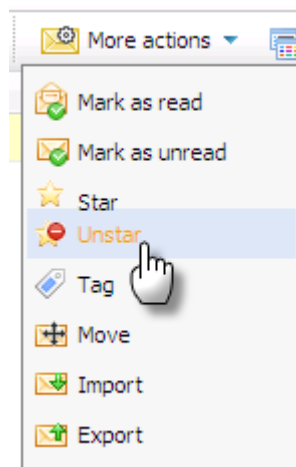 More actions
Mark as read
Mark as unread
Star
Unstar
Tag
Move
Import
Export